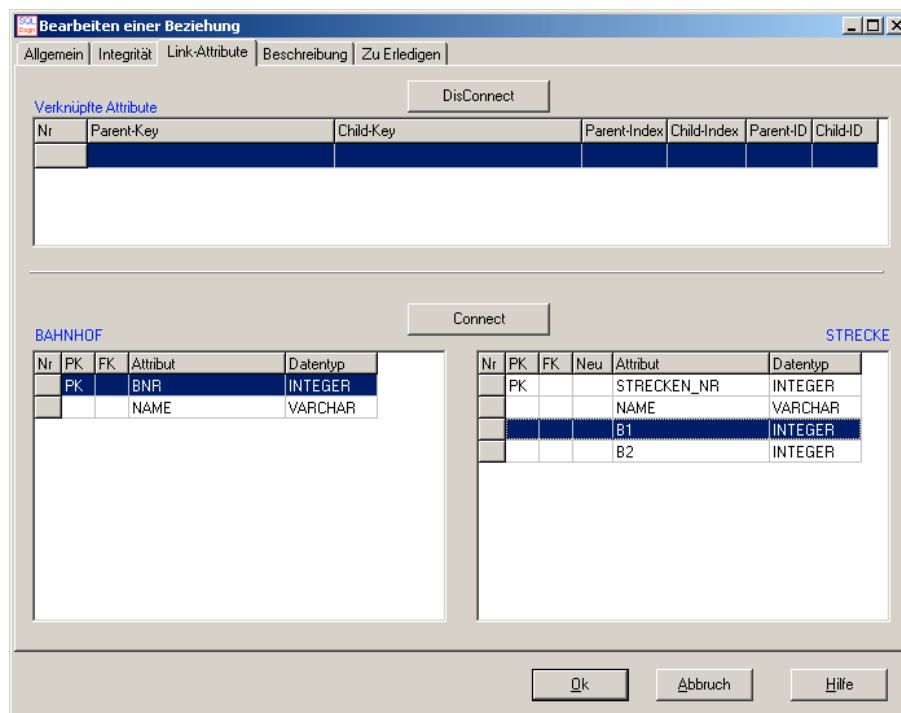 SQL Disgn Bearbeiten einer Beziehung
Allgemein Integrität Link-Attribute Beschreibung Zu Erledigen
DisConnect
Verknüpfte Attribute
Nr Parent-Key Child-Key Parent-Index Child-Index Parent-ID Child-ID
Connect
BAHNHOF STRECKE
Nr PK FK Attribut Datentyp
PK BNR INTEGER
NAME VARCHAR
Nr PK FK Neu Attribut Datentyp
PK STRECKEN_NR INTEGER
NAME VARCHAR
B1 INTEGER
B2 INTEGER
Ok Abbruch Hilfe